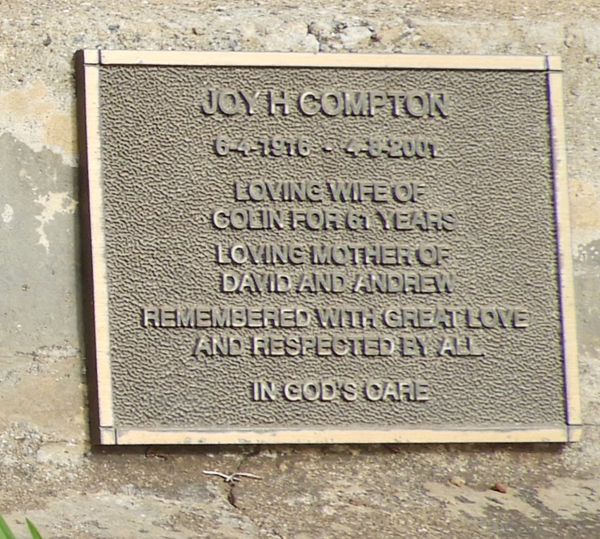 JOY H COMPTON
6-4-1916 - 4-8-2001
LOVING WIFE OF
COLIN FOR 61 YEARS
LOVING MOTHER OF
DAVID AND ANDREW
REMEMBERED WITH GREAT LOVE
AND RESPECTED BY ALL
IN GOD'S CARE